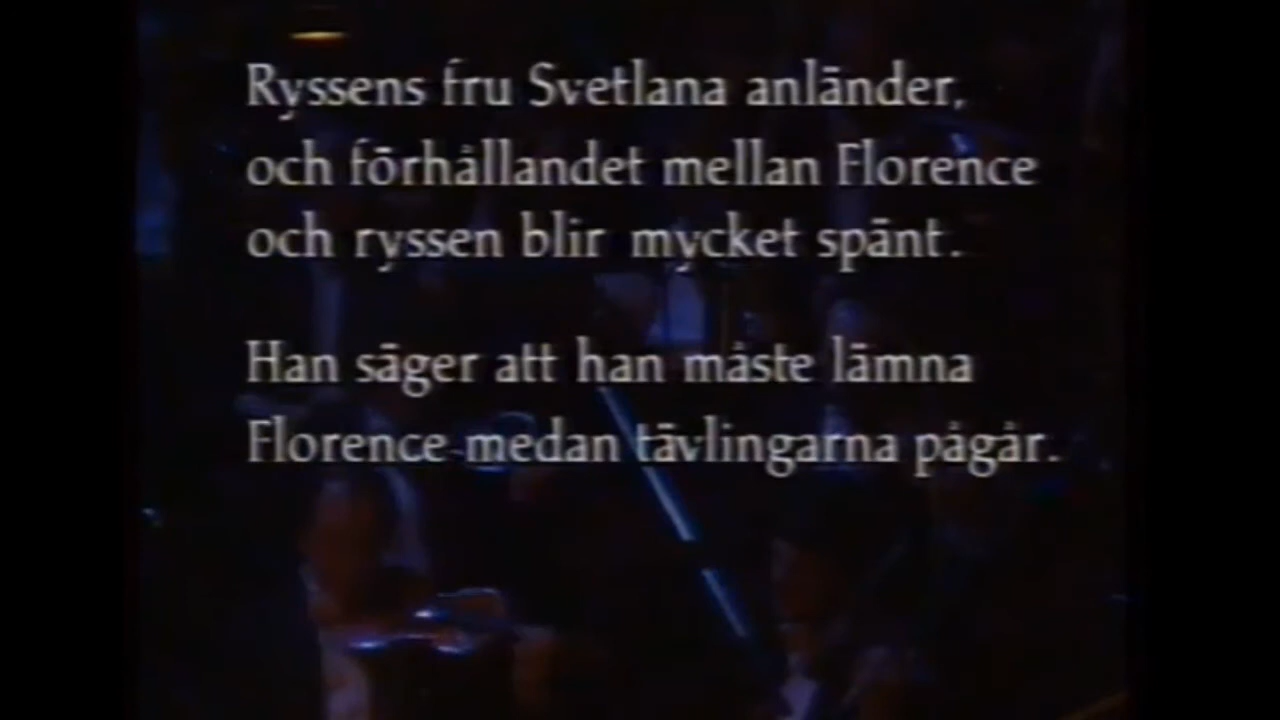 Ryssens fru Svetlana anländer,
och förhållandet mellan Florence
och ryssen blir mycket spänt.
Han säger att han måste lämna
Florence medan tävlingarna pågår.